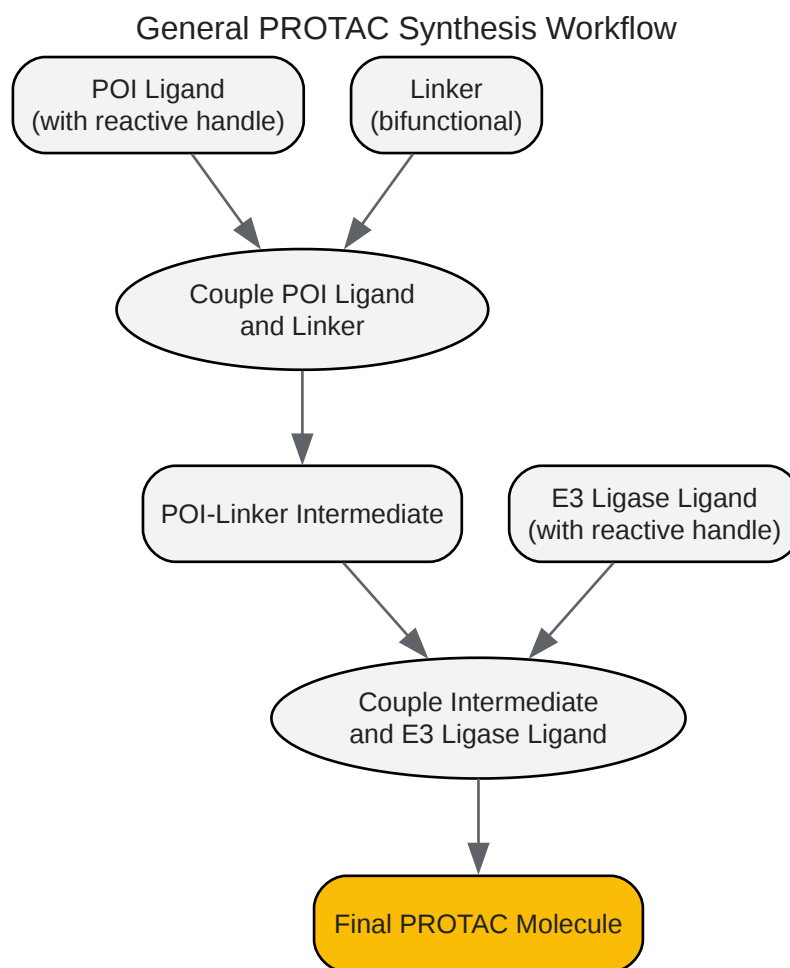 General PROTAC Synthesis Workflow
POI Ligand
(with reactive handle)
Linker
(bifunctional)
Couple POI Ligand
and Linker
POI-Linker Intermediate
E3 Ligase Ligand
(with reactive handle)
Couple Intermediate
and E3 Ligase Ligand
Final PROTAC Molecule